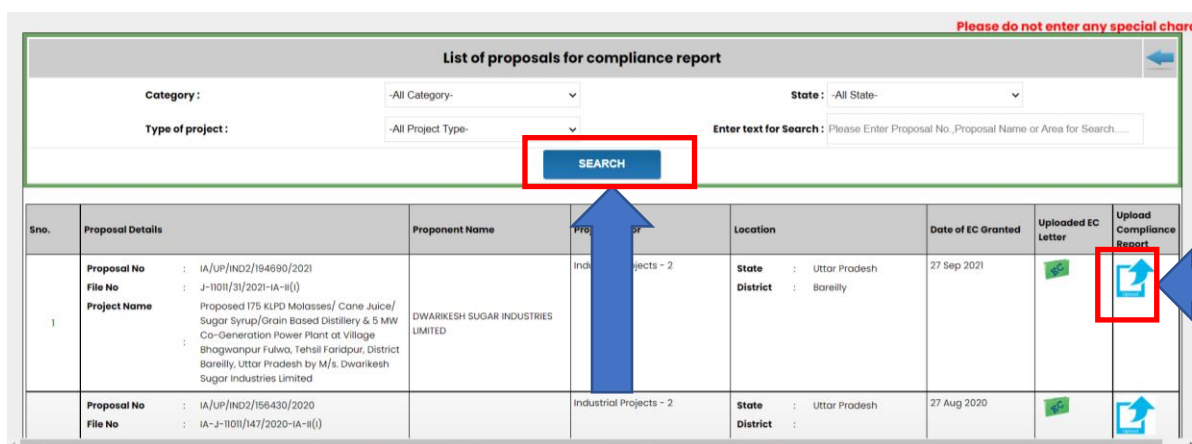 Please do not enter any special chara
List of proposals for compliance report
Category : -All Category- State : -All State-
Type of project : -All Project Type- Enter text for Search : Please Enter Proposal No.,Proposal Name or Area for Search.....
SEARCH
Sno. Proposal Details Proponent Name Location Date of EC Granted Uploaded EC Letter Upload Compliance Report
1
Proposal No : IA/UP/IND2/194690/2021
File No : J-11011/31/2021-IA-II(I)
Project Name : Proposed 175 KLPD Molasses/ Cane Juice/
Sugar Syrup/Grain Based Distillery & 5 MW
Co-Generation Power Plant at Village
Bhagwanpur Fulwa, Tehsil Faridpur, District
Bareilly, Uttar Pradesh by M/s. Dwarikesh
Sugar Industries Limited
DWARIKESH SUGAR INDUSTRIES
LIMITED
- 2
State : Uttar Pradesh
District : Bareilly
27 Sep 2021
EC
Upload
Proposal No : IA/UP/IND2/156430/2020
File No : IA-J-11011/147/2020-IA-II(I)
Industrial Projects - 2
State : Uttar Pradesh
District :
27 Aug 2020
EC
Upload